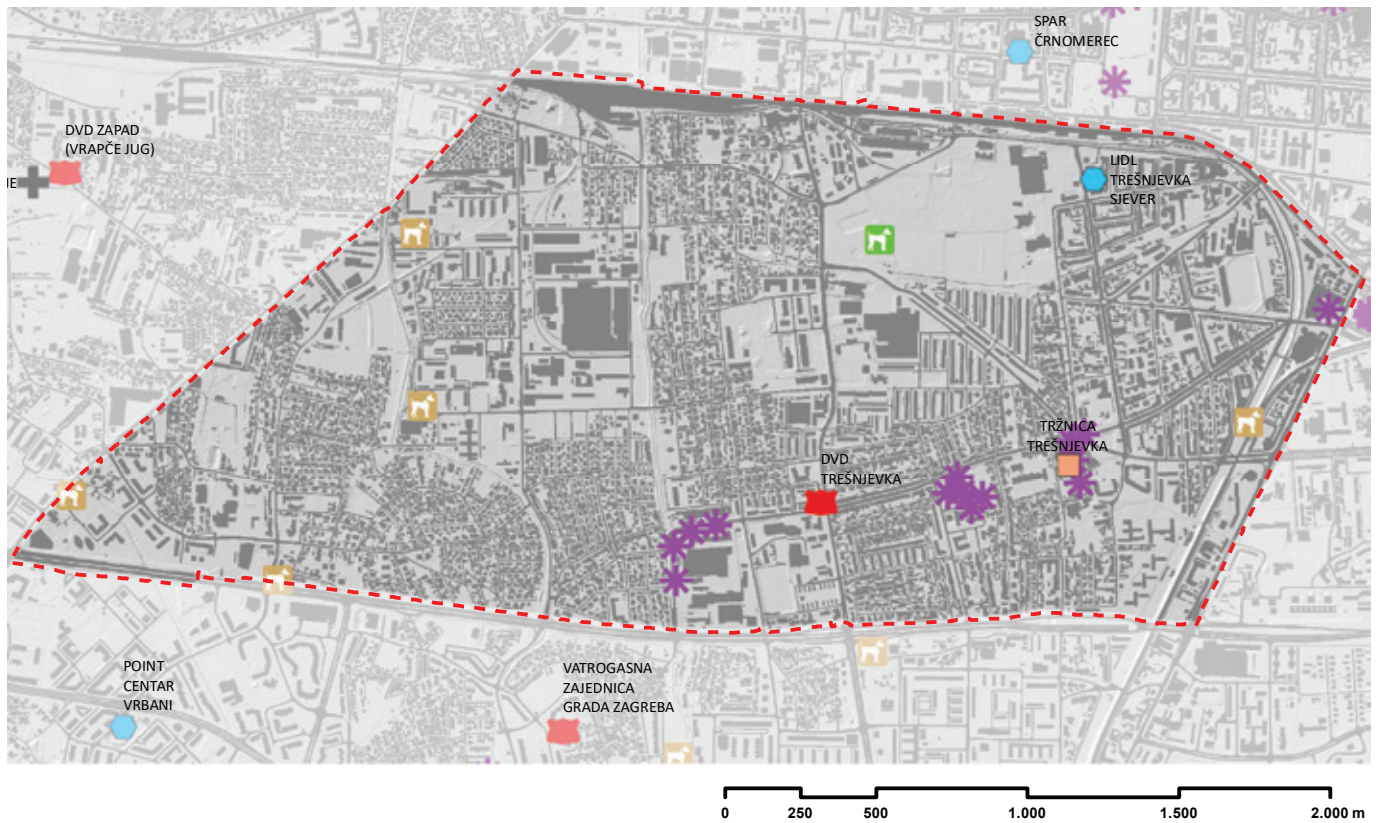 SPAR
ČRNOMEREC
DVD ZAPAD
(VRAPČE JUG)
JE
LIDL
TREŠNJEVKA
SJEVER
TRŽNICA
TREŠNJEVKA
DVD
TREŠNJEVKA
POINT
CENTAR
VRBANI
VATROGASNA
ZAJEDNICA
GRADA ZAGREBA
0 250 500 1.000 1.500 2.000 m